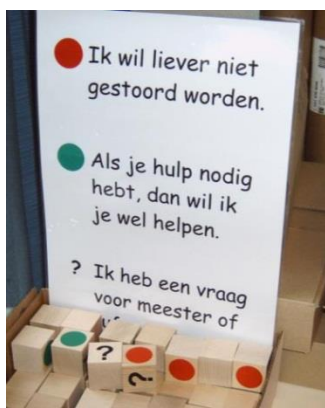 Ik wil liever niet
gestoord worden.
Als je hulp nodig
hebt, dan wil ik
je wel helpen.
? Ik heb een vraag
voor meester of
?
?